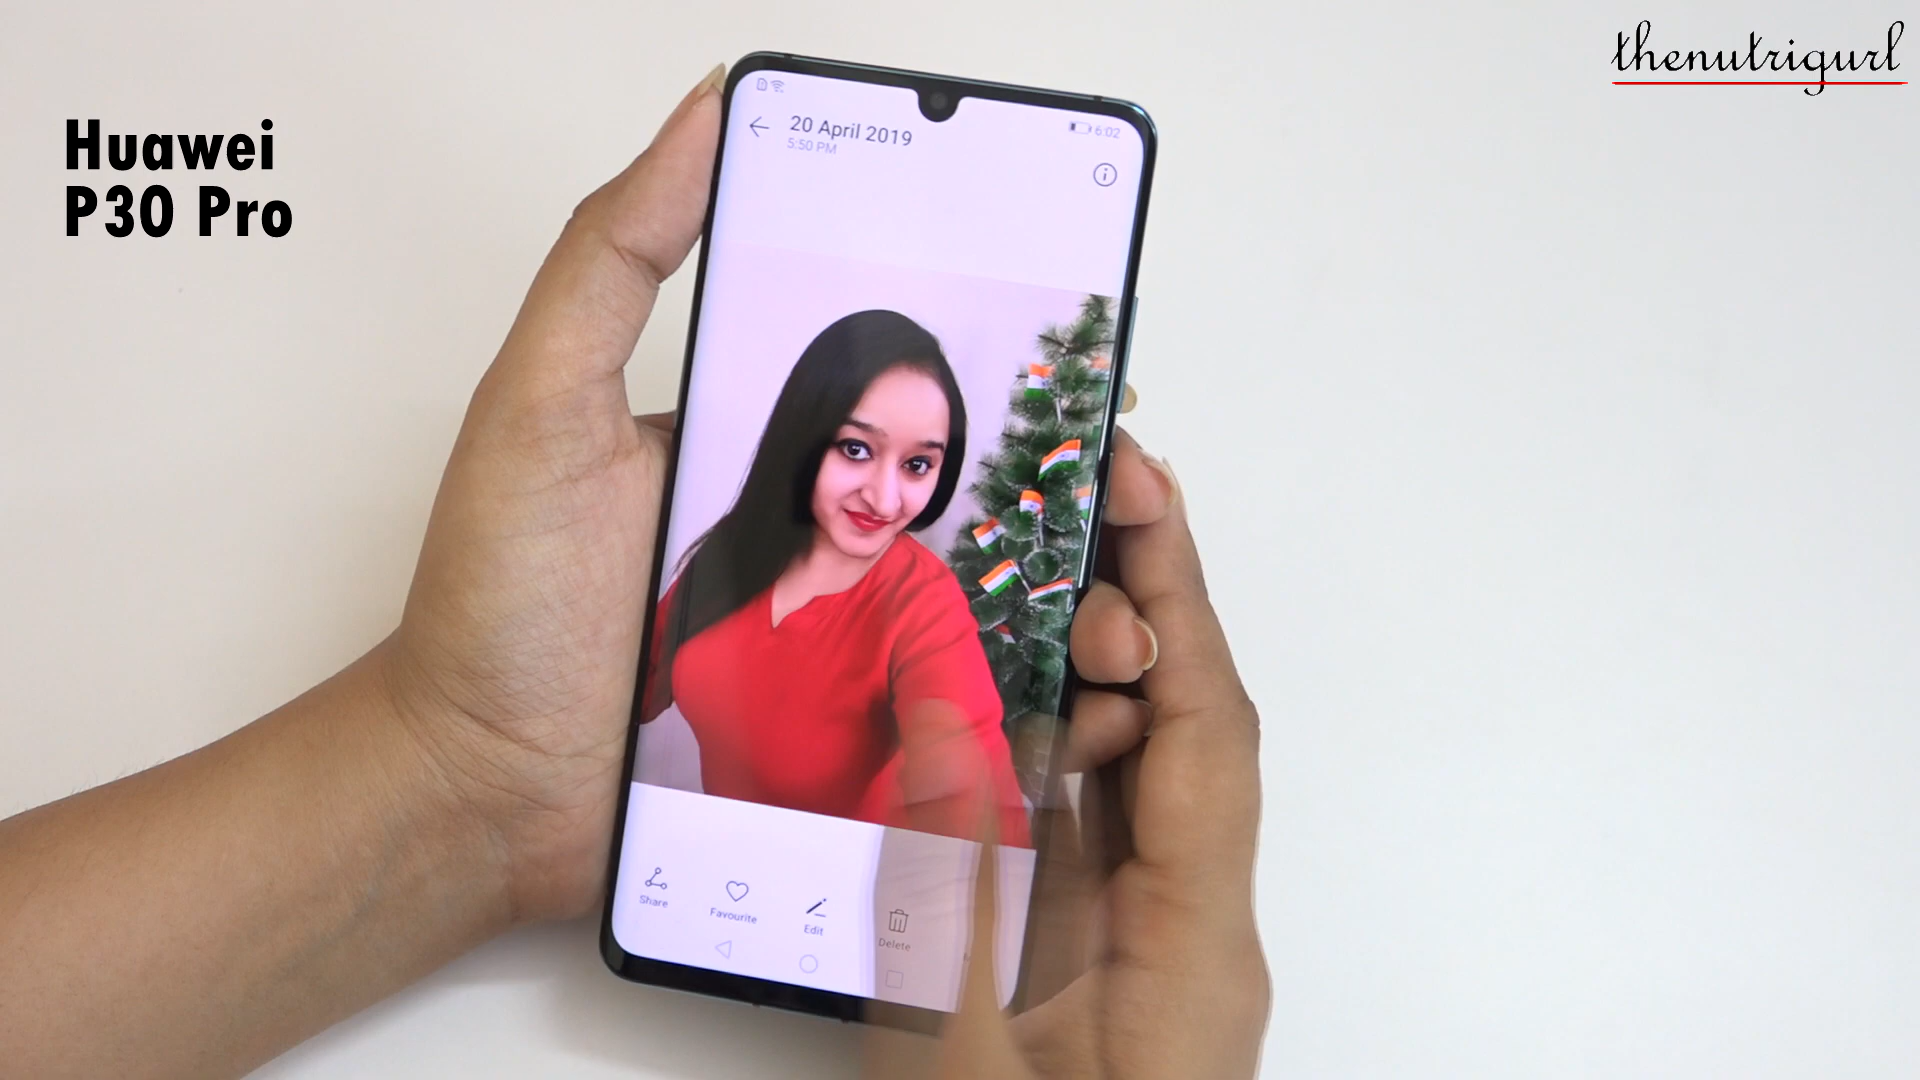 thenutrigurl
Huawei
P30 Pro
6:02
20 April 2019
5:50 PM
Share
Favourite
Edit
Delete